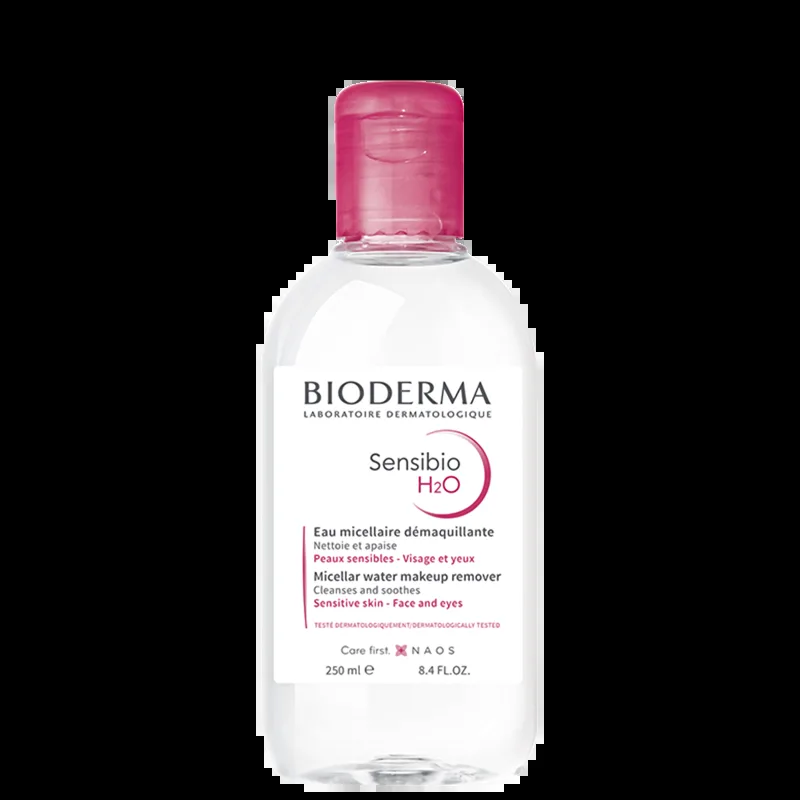 BIODERMA
LABORATOIRE DERMATOLOGIQUE
Sensibio
H2O
Eau micellaire démaquillante
Nettoie et apaise
Peaux sensibles - Visage et yeux
Micellar water makeup remover
Cleanses and soothes
Sensitive skin - Face and eyes
TESTÉ DERMATOLOGIQUEMENT/DERMATOLOGICALLY TESTED
Care first. NAOS
250 ml ℮ 8.4 FL.OZ.